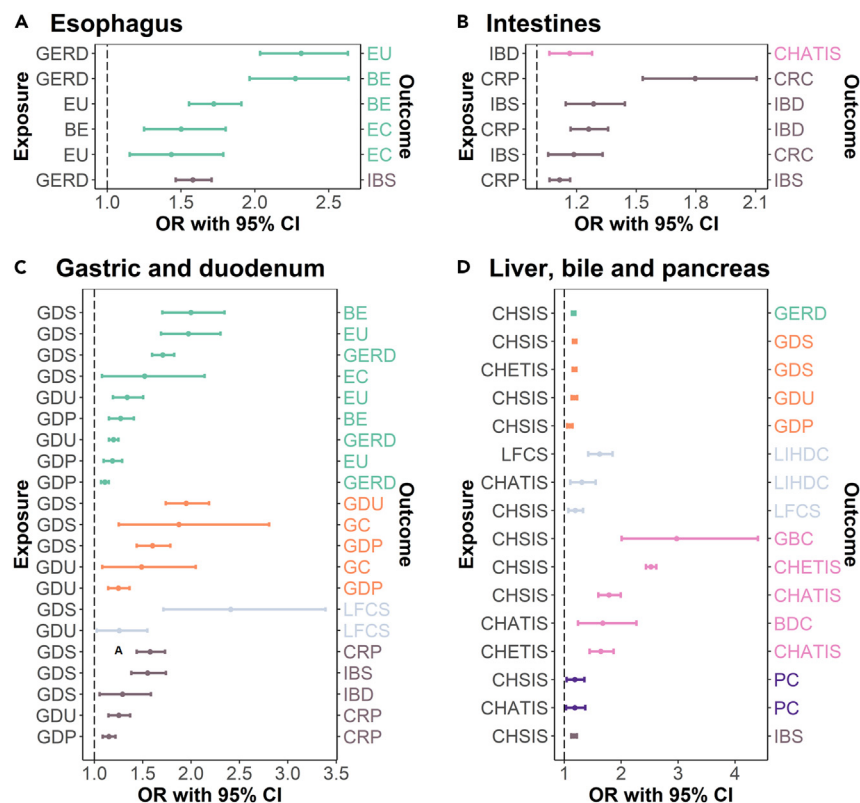 A Esophagus
Exposure
GERD EU
GERD BE
EU BE
BE EC
EU EC
GERD IBS
Outcome
1.0 1.5 2.0 2.5
OR with 95% CI
B Intestines
Exposure
IBD CHATIS
CRP CRC
IBS IBD
CRP IBD
IBS CRC
CRP IBS
Outcome
1.2 1.5 1.8 2.1
OR with 95% CI
C Gastric and duodenum
Exposure
GDS BE
GDS EU
GDS GERD
GDS EC
GDU EU
GDP BE
GDU GERD
GDP EU
GDP GERD
GDS GDU
GDS GC
GDS GDP
GDU GC
GDU GDP
GDS LFCS
GDU LFCS
GDS A CRP
GDS IBS
GDS IBD
GDU CRP
GDP CRP
Outcome
1.0 1.5 2.0 2.5 3.0 3.5
OR with 95% CI
D Liver, bile and pancreas
Exposure
CHSIS GERD
CHSIS GDS
CHETIS GDS
CHSIS GDU
CHSIS GDP
LFCS LIHDC
CHATIS LIHDC
CHSIS LFCS
CHSIS GBC
CHSIS CHETIS
CHSIS CHATIS
CHATIS BDC
CHETIS CHATIS
CHSIS PC
CHATIS PC
CHSIS IBS
Outcome
1 2 3 4
OR with 95% CI